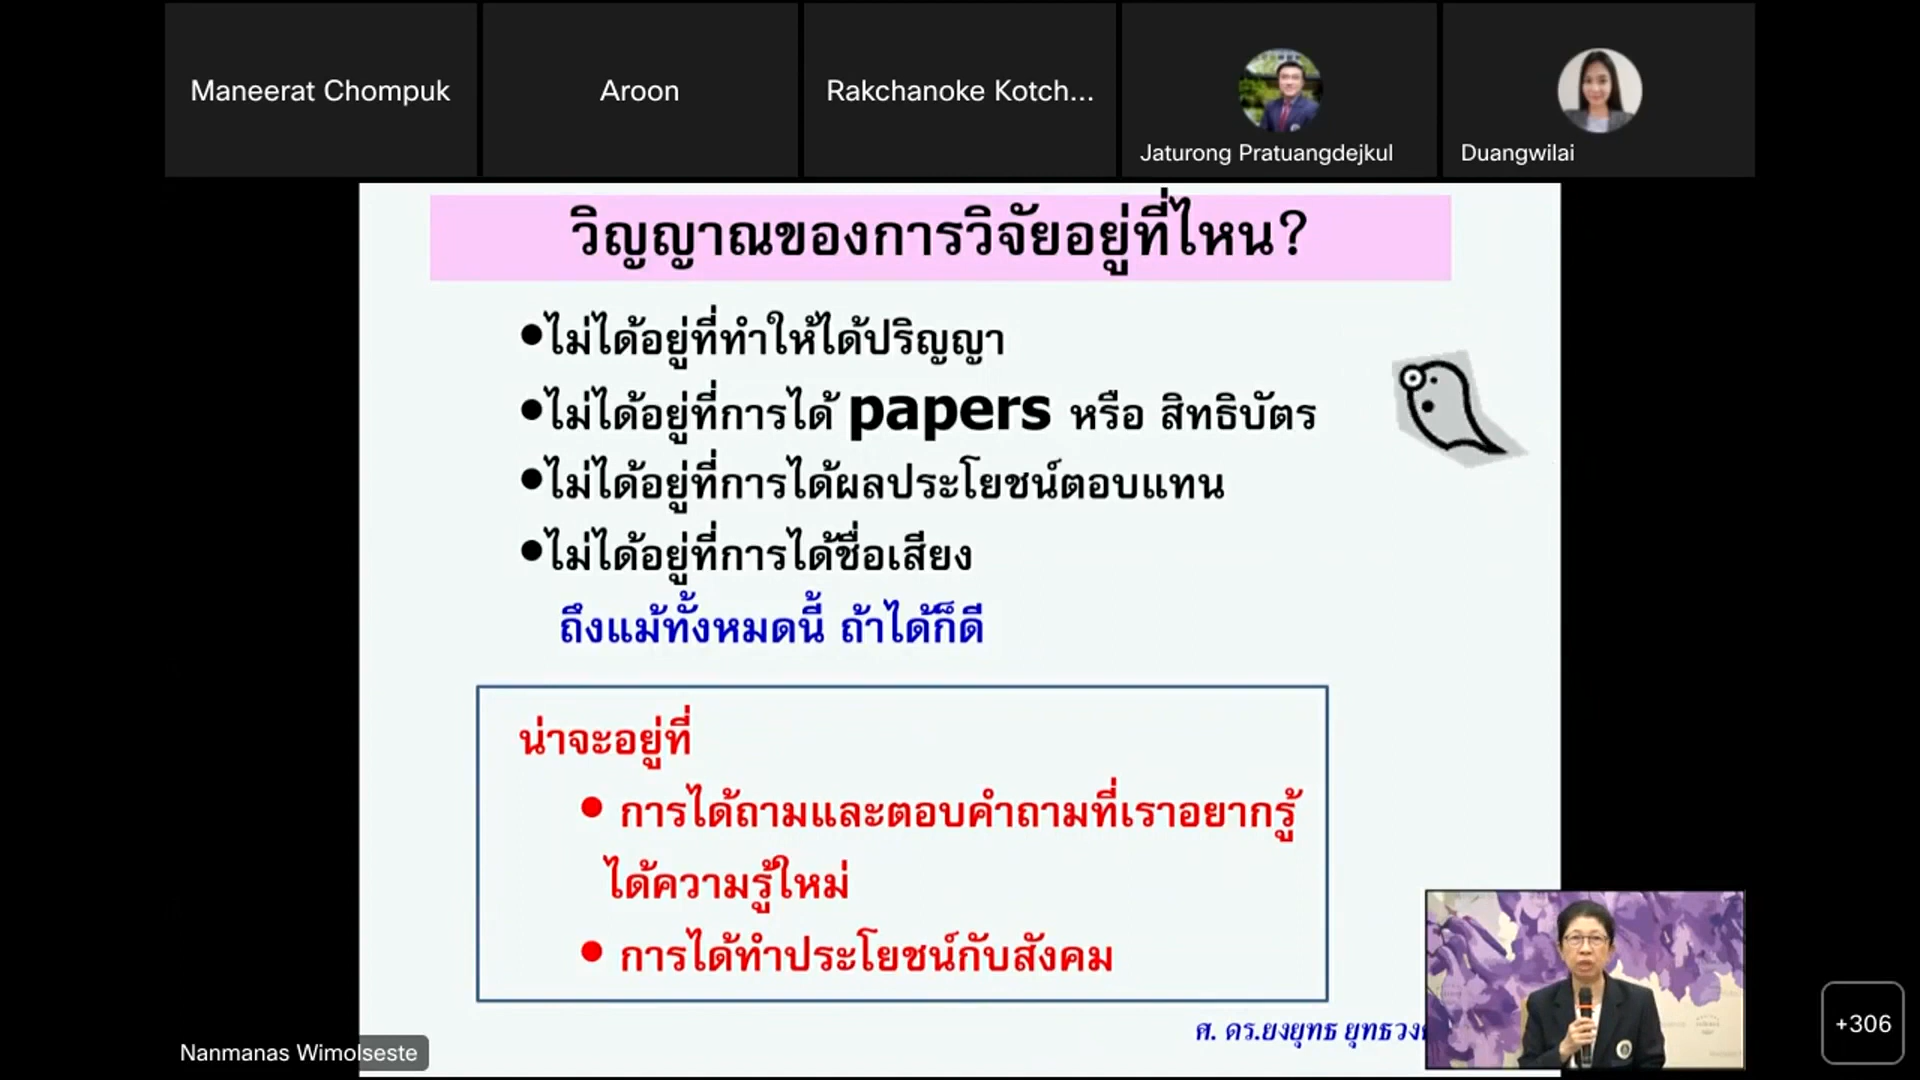 Maneerat Chompuk
Aroon
Rakchanoke Kotch...
Jaturong Pratuangdejkul
Duangwilai
วิญญาณของการวิจัยอยู่ที่ไหน?
•ไม่ได้อยู่ที่ทำให้ได้ปริญญา
•ไม่ได้อยู่ที่การได้ papers หรือ สิทธิบัตร
•ไม่ได้อยู่ที่การได้ผลประโยชน์ตอบแทน
•ไม่ได้อยู่ที่การได้ชื่อเสียง
ถึงแม้ทั้งหมดนี้ ถ้าได้ก็ดี
น่าจะอยู่ที่
• การได้ถามและตอบคำถามที่เราอยากรู้
ได้ความรู้ใหม่
• การได้ทำประโยชน์กับสังคม
ศ. ดร.ยงยุทธ
Nanmanas Wimolseste
+306